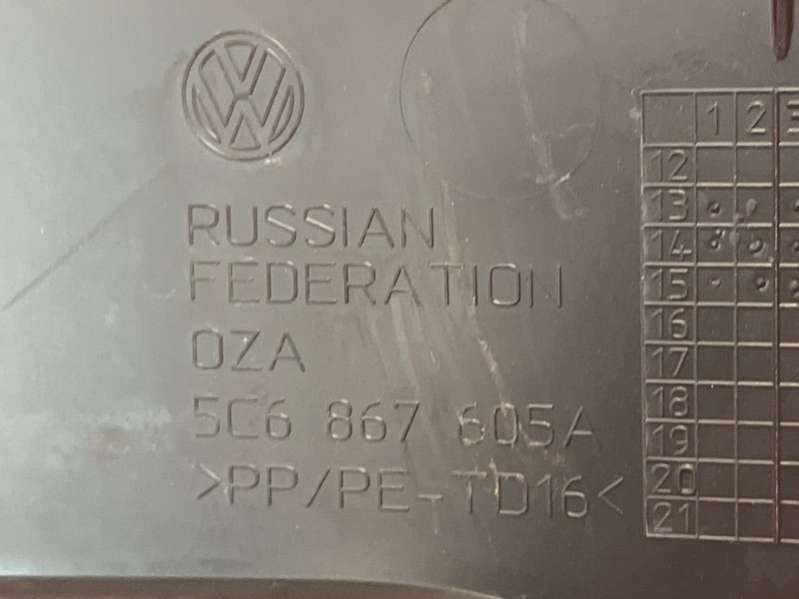 RUSSIAN
FEDERATION
OZA
5C6 867 605A
>PP/PE-TD16<
1 2 3
12
13
14
15
16
17
18
19
20
21